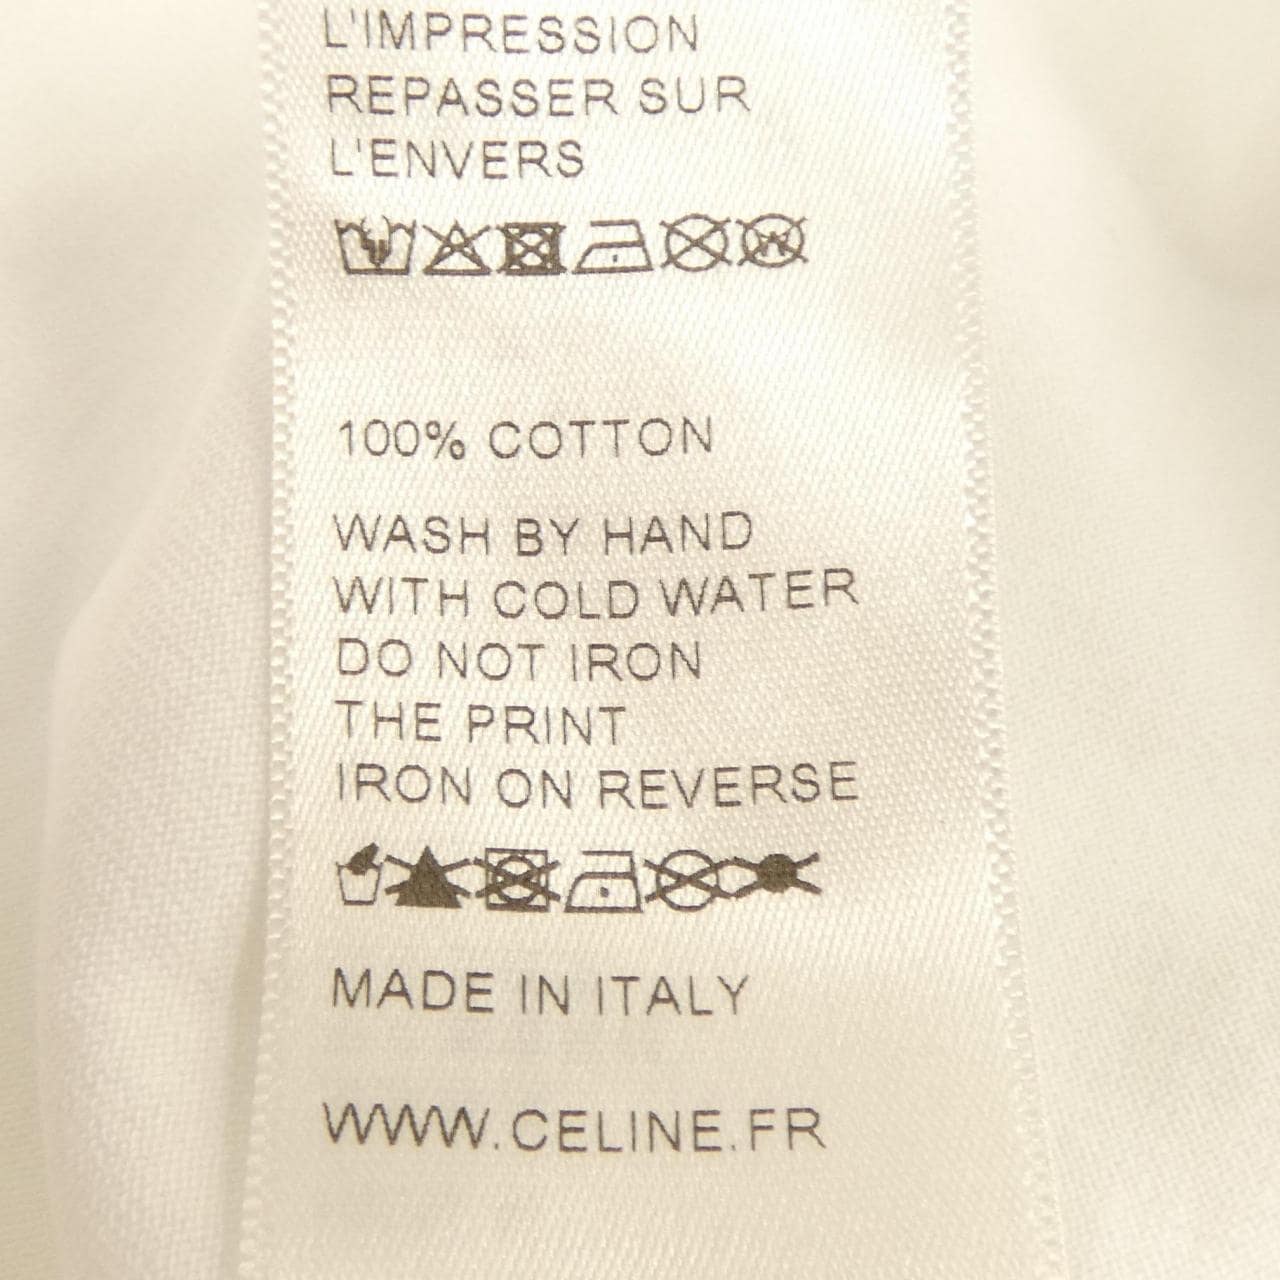 L'IMPRESSION
REPASSER SUR
L'ENVERS
100% COTTON
WASH BY HAND
WITH COLD WATER
DO NOT IRON
THE PRINT
IRON ON REVERSE
MADE IN ITALY
WWW.CELINE.FR